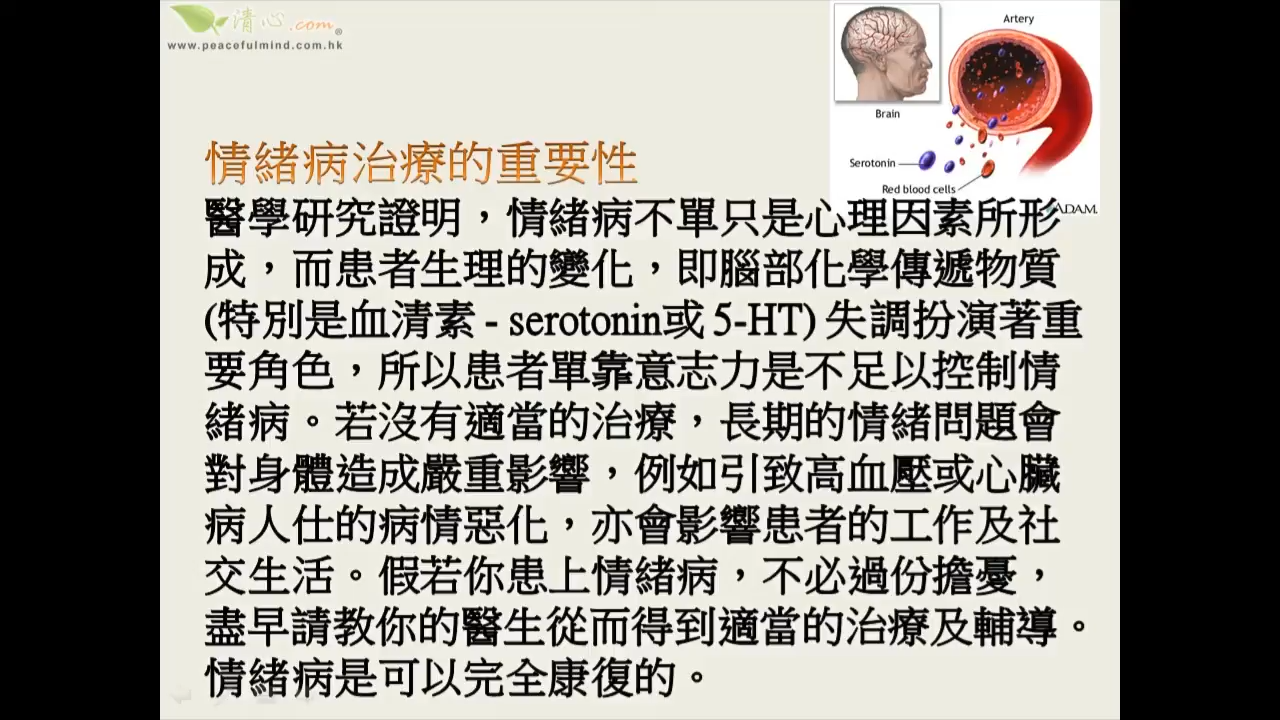 清心.com®
www.peacefulmind.com.hk
Artery
Brain
Serotonin
Red blood cells
ADAM.
情緒病治療的重要性
醫學研究證明，情緒病不單只是心理因素所形
成，而患者生理的變化，即腦部化學傳遞物質
(特別是血清素 - serotonin或 5-HT) 失調扮演著重
要角色，所以患者單靠意志力是不足以控制情
緒病。若沒有適當的治療，長期的情緒問題會
對身體造成嚴重影響，例如引致高血壓或心臟
病人仕的病情惡化，亦會影響患者的工作及社
交生活。假若你患上情緒病，不必過份擔憂，
盡早請教你的醫生從而得到適當的治療及輔導。
情緒病是可以完全康復的。